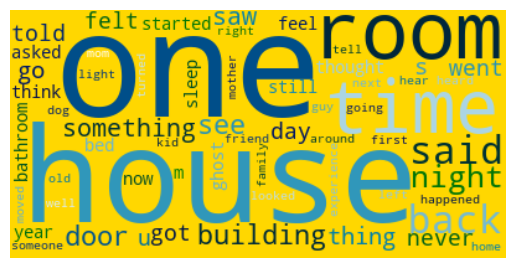 told
felt
started
saw
feel
one
room
asked
mom
right
tell
go
light
turned
mother
thought
s
went
think
sleep
still
next
hear
heard
dog
guy
going
time
something
see
day
bathroom
bed
kid
friend
around
first
said
house
old
now
m
ghost
family
looked
experience
left
night
moved
well
happened
back
year
door
u
got
building
thing
never
someone
home